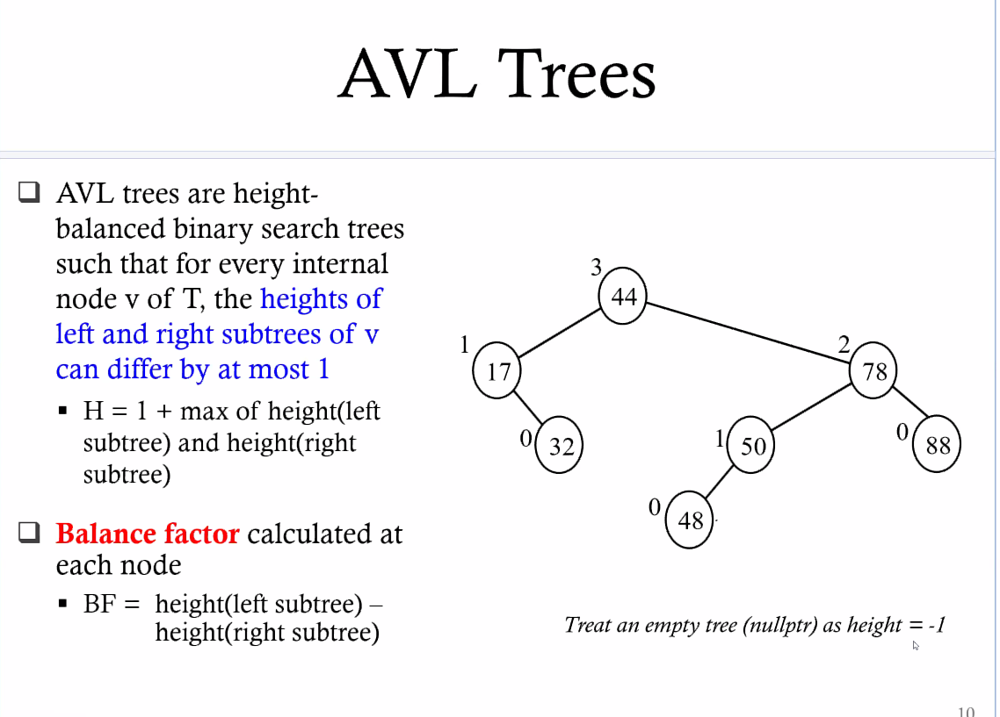 AVL Trees
❑ AVL trees are height-
balanced binary search trees
such that for every internal
node v of T, the heights of
left and right subtrees of v
can differ by at most 1
▪ H = 1 + max of height(left
subtree) and height(right
subtree)
❑ Balance factor calculated at
each node
▪ BF = height(left subtree) –
height(right subtree)
3
44
1
17
2
78
0
32
1
50
0
88
0
48
Treat an empty tree (nullptr) as height = -1
10